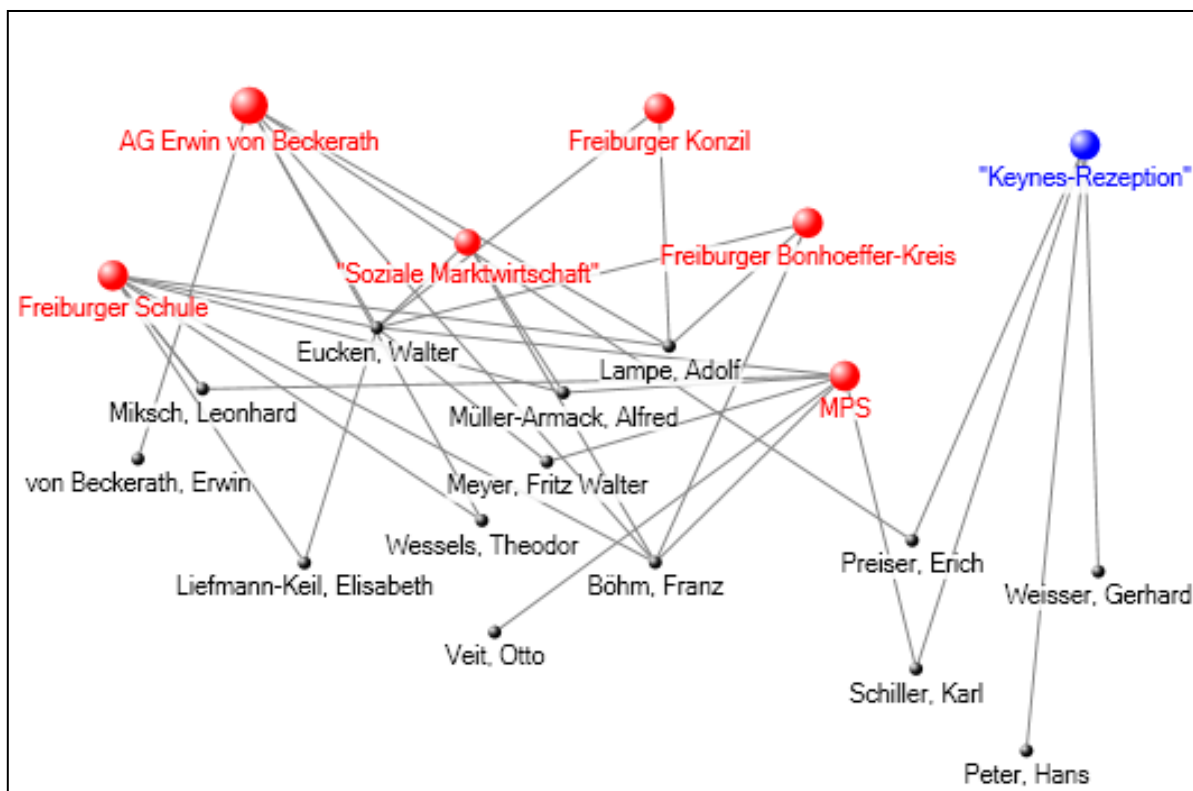 AG Erwin von Beckerath
Freiburger Konzil
"Keynes-Rezeption"
"Soziale Marktwirtschaft"
Freiburger Bonhoeffer-Kreis
Freiburger Schule
Eucken, Walter
Lampe, Adolf
Miksch, Leonhard
Müller-Armack, Alfred
MPS
von Beckerath, Erwin
Meyer, Fritz Walter
Wessels, Theodor
Preiser, Erich
Liefmann-Keil, Elisabeth
Böhm, Franz
Weisser, Gerhard
Veit, Otto
Schiller, Karl
Peter, Hans